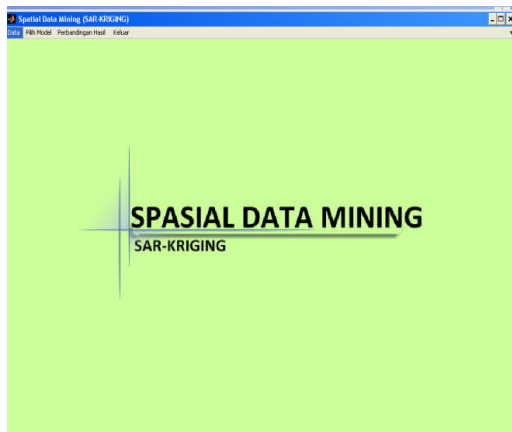 Spatial Data Mining (SAR-KRIGING)
Data Pilih Model Perbandingan Hasil Keluar
SPASIAL DATA MINING
SAR-KRIGING